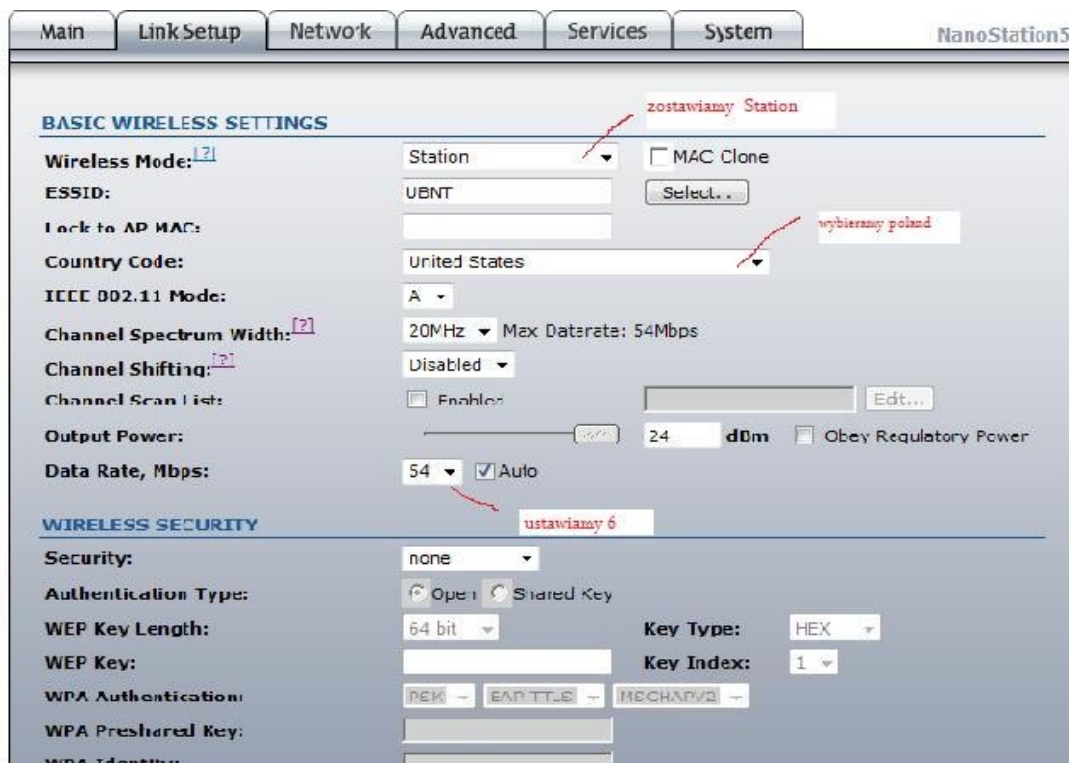 Main Link Setup Network Advanced Services System NanoStation5
zostawiamy Station
BASIC WIRELESS SETTINGS
Wireless Mode:[?] Station MAC Clone
ESSID: UBNT Select...
Lock to AP MAC:
wybieramy poland
Country Code: United States
IEEE 802.11 Mode: A
Channel Spectrum Width:[?] 20MHz Max Datarate: 54Mbps
Channel Shifting:[?] Disabled
Channel Scan List: Enabled Edit...
Output Power: 24 dBm Obey Regulatory Power
Data Rate, Mbps: 54 Auto
ustawiamy 6
WIRELESS SECURITY
Security: none
Authentication Type: Open Shared Key
WEP Key Length: 64 bit Key Type: HEX
WEP Key: Key Index: 1
WPA Authentication: PSK EAP-TTLS MSCHAPV2
WPA Preshared Key:
WPA Identity: